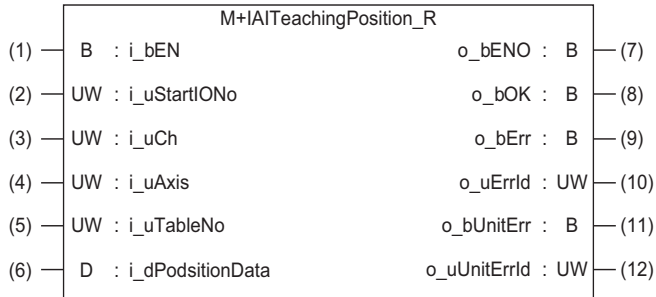 M+IAITeachingPosition_R
(1) B : i_bEN o_bENO : B (7)
(2) UW : i_uStartIONo o_bOK : B (8)
(3) UW : i_uCh o_bErr : B (9)
(4) UW : i_uAxis o_uErrId : UW (10)
(5) UW : i_uTableNo o_bUnitErr : B (11)
(6) D : i_dPodsitionData o_uUnitErrId : UW (12)